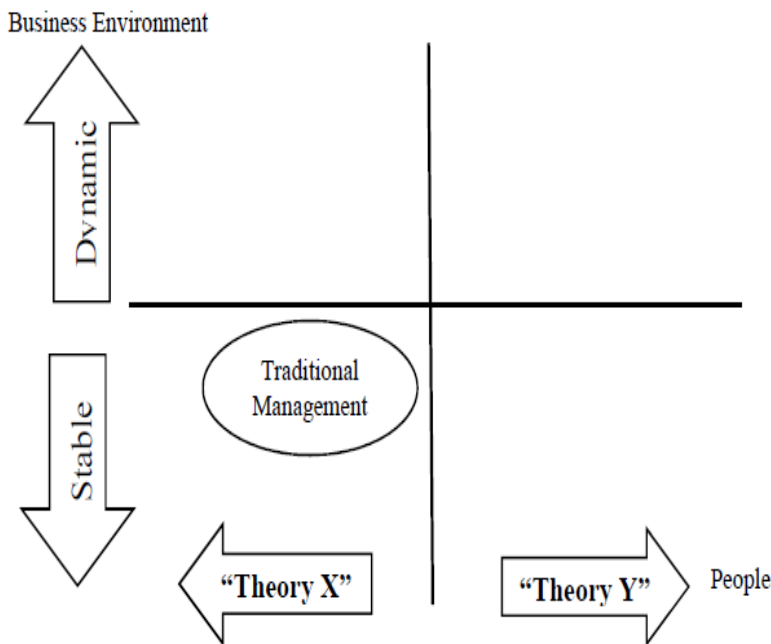 Business Environment
Dynamic
Traditional
Management
Stable
“Theory X”
“Theory Y”
People